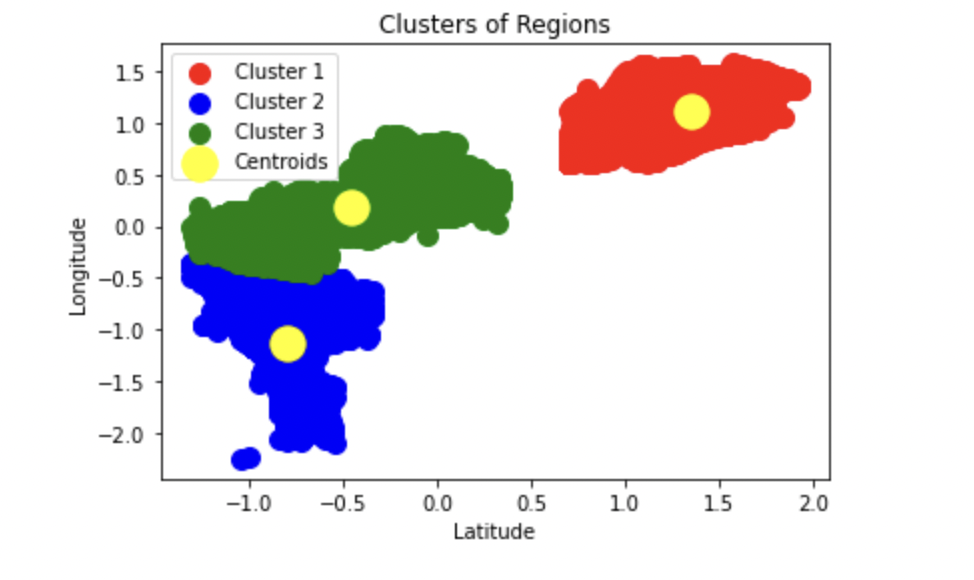 Clusters of Regions
Cluster 1
Cluster 2
Cluster 3
Centroids
Longitude
1.5
1.0
0.5
0.0
−0.5
−1.0
−1.5
−2.0
−1.0 −0.5 0.0 0.5 1.0 1.5 2.0
Latitude